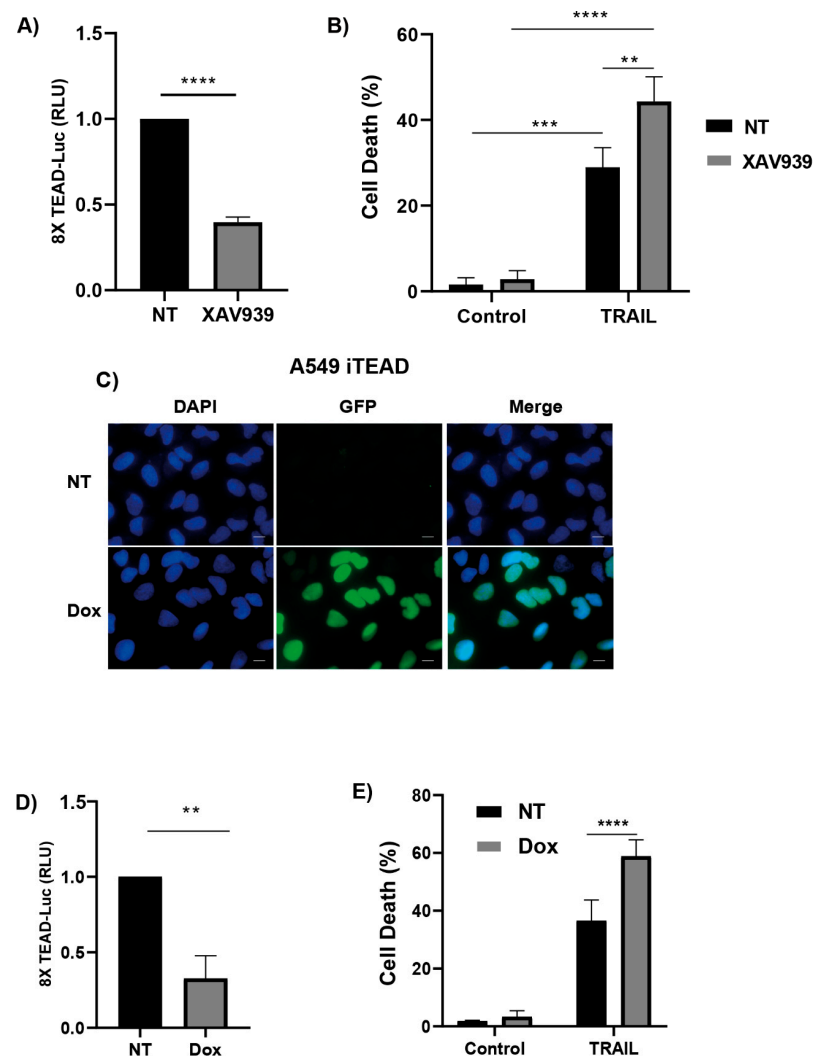 A)
1.5
1.0
0.5
0.0
8X TEAD-Luc (RLU)
****
NT XAV939
B)
60
40
20
0
Cell Death (%)
****
**
***
Control TRAIL
NT
XAV939
A549 iTEAD
C)
DAPI GFP Merge
NT
Dox
D)
1.5
1.0
0.5
0.0
8X TEAD-Luc (RLU)
**
NT Dox
E)
80
60
40
20
0
Cell Death (%)
NT
Dox
****
Control TRAIL